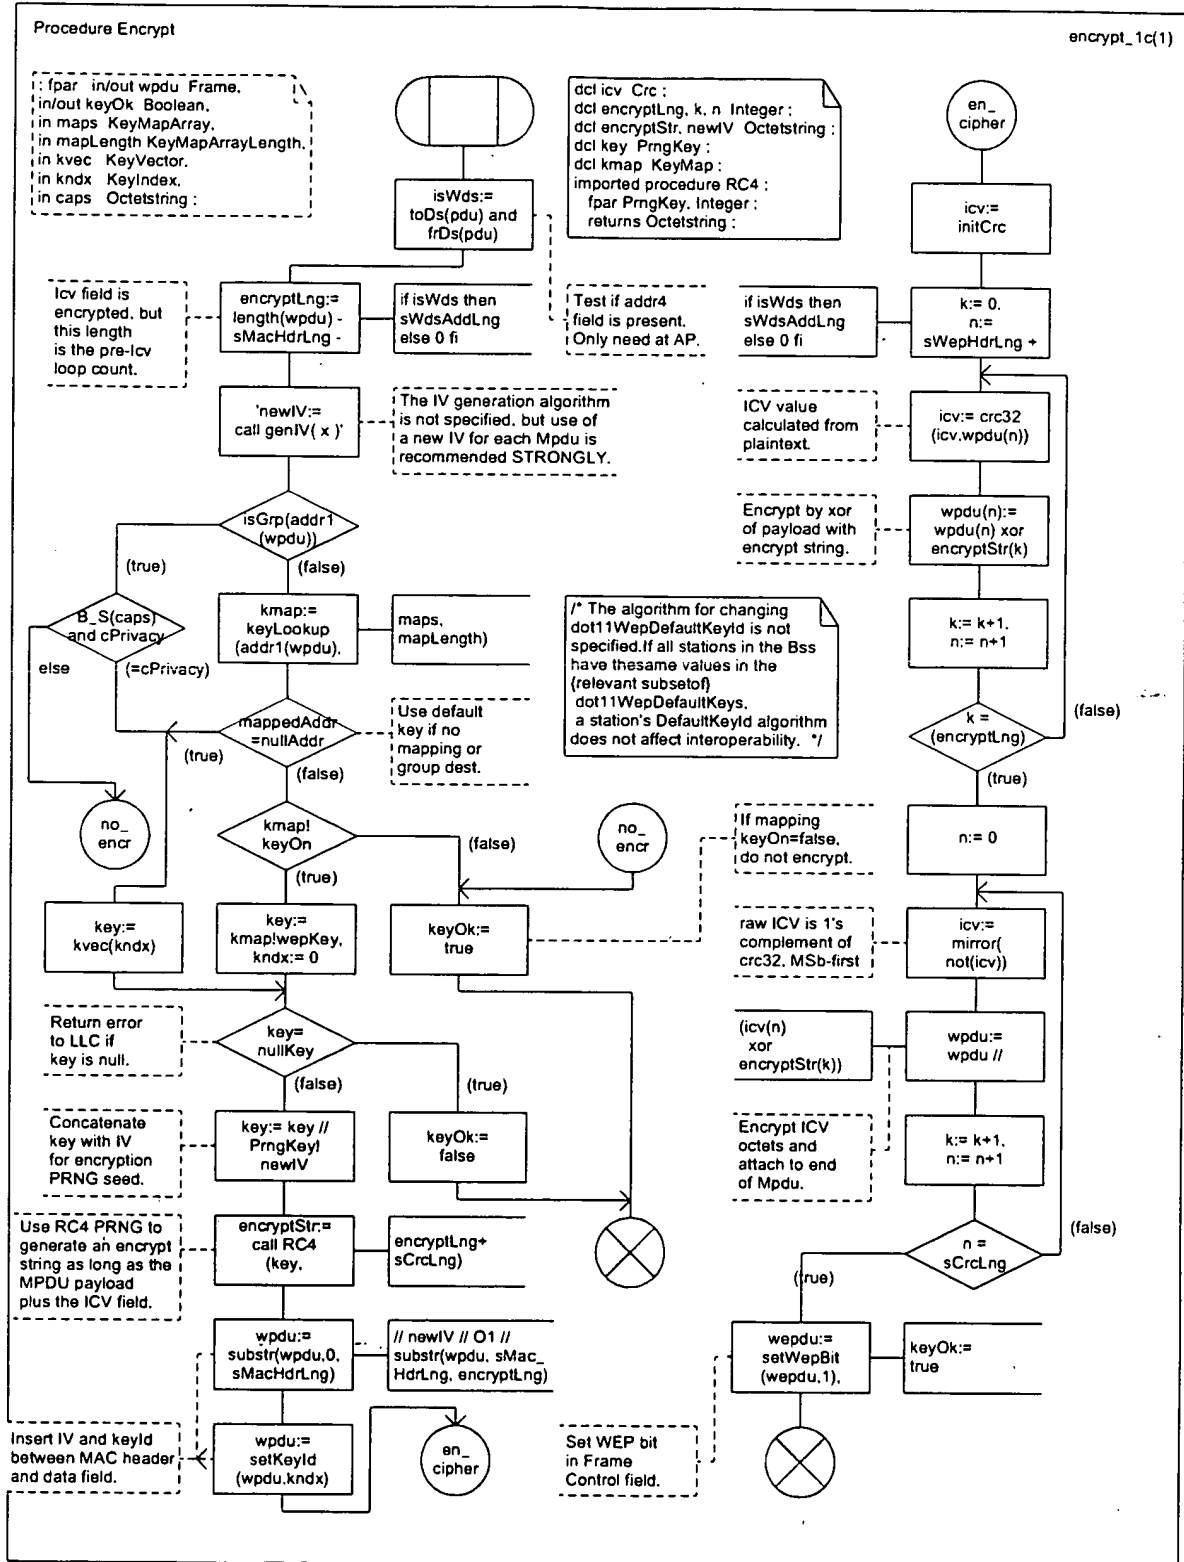 Procedure Encrypt
encrypt_1c(1)
; fpar in/out wpdu Frame,
in/out keyOk Boolean,
in maps KeyMapArray,
in mapLength KeyMapArrayLength,
in kvec KeyVector,
in kndx KeyIndex,
in caps Octetstring ;
dcl icv Crc ;
dcl encryptLng, k, n Integer ;
dcl encryptStr, newIV Octetstring ;
dcl key PrngKey ;
dcl kmap KeyMap ;
imported procedure RC4 ;
fpar PrngKey, Integer ;
returns Octetstring ;
isWds:=
toDs(pdu) and
frDs(pdu)
Icv field is
encrypted, but
this length
is the pre-Icv
loop count.
encryptLng:=
length(wpdu) -
sMacHdrLng -
if isWds then
sWdsAddLng
else 0 fi
Test if addr4
field is present.
Only need at AP.
'newIV:=
call genIV( x )'
The IV generation algorithm
is not specified, but use of
a new IV for each Mpdu is
recommended STRONGLY.
isGrp(addr1
(wpdu))
(true)
(false)
B_S(caps)
and cPrivacy
else
(=cPrivacy)
kmap:=
keyLookup
(addr1(wpdu),
maps,
mapLength)
mappedAddr
=nullAddr
(true)
(false)
Use default
key if no
mapping or
group dest.
no_
encr
kmap!
keyOn
(false)
(true)
key:=
kvec(kndx)
key:=
kmap!wepKey,
kndx:= 0
no_
encr
keyOk:=
true
If mapping
keyOn=false,
do not encrypt.
Return error
to LLC if
key is null.
key=
nullKey
(true)
(false)
Concatenate
key with IV
for encryption
PRNG seed.
key:= key //
PrngKey!
newIV
keyOk:=
false
Use RC4 PRNG to
generate an encrypt
string as long as the
MPDU payload
plus the ICV field.
encryptStr:=
call RC4
(key,
encryptLng+
sCrcLng)
wpdu:=
substr(wpdu,0,
sMacHdrLng)
// newIV // O1 //
substr(wpdu, sMac_
HdrLng, encryptLng)
Insert IV and keyId
between MAC header
and data field.
wpdu:=
setKeyId
(wpdu,kndx)
en_
cipher
/* The algorithm for changing
dot11WepDefaultKeyId is not
specified.If all stations in the Bss
have thesame values in the
(relevant subsetof)
dot11WepDefaultKeys,
a station's DefaultKeyId algorithm
does not affect interoperability. */
en_
cipher
icv:=
initCrc
if isWds then
sWdsAddLng
else 0 fi
k:= 0,
n:=
sWepHdrLng +
ICV value
calculated from
plaintext.
icv:= crc32
(icv,wpdu(n))
Encrypt by xor
of payload with
encrypt string.
wpdu(n):=
wpdu(n) xor
encryptStr(k)
k:= k+1,
n:= n+1
k =
(encryptLng)
(false)
(true)
n:= 0
raw ICV is 1's
complement of
crc32, MSb-first
icv:=
mirror(
not(icv))
(icv(n)
xor
encryptStr(k))
wpdu:=
wpdu //
Encrypt ICV
octets and
attach to end
of Mpdu.
k:= k+1,
n:= n+1
n =
sCrcLng
(false)
(true)
wepdu:=
setWepBit
(wepdu,1),
keyOk:=
true
Set WEP bit
in Frame
Control field.